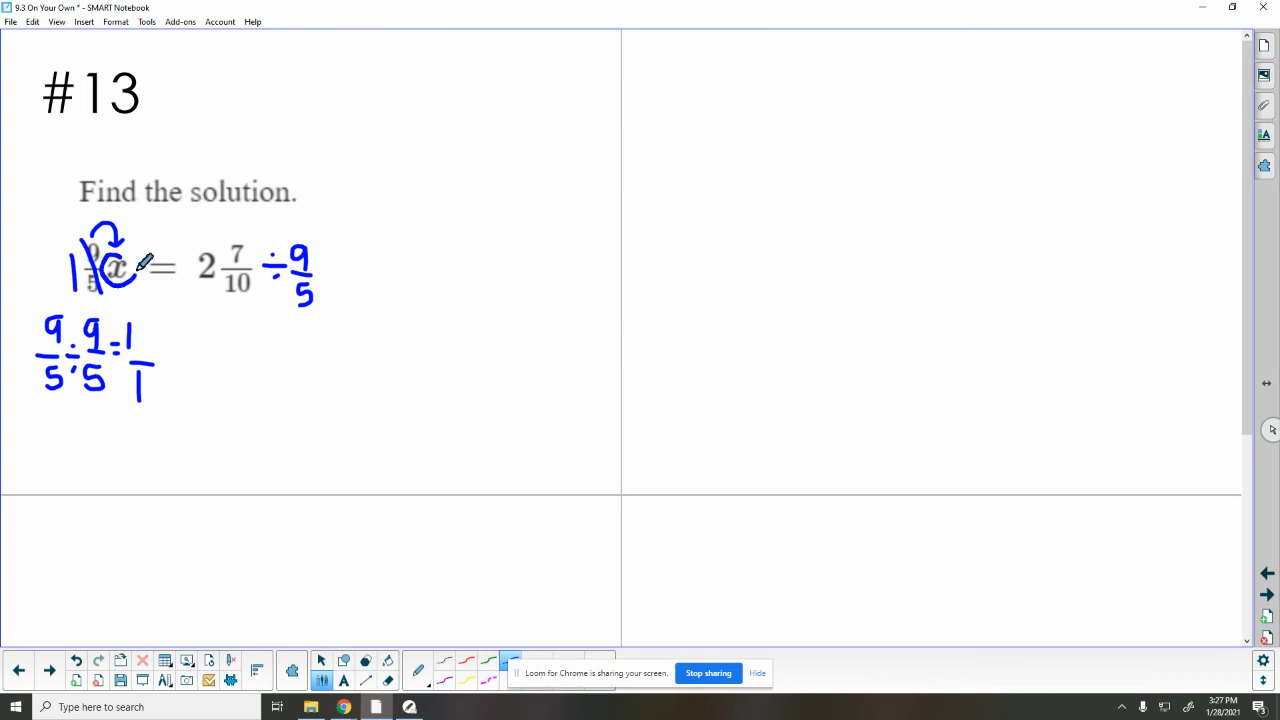 9.3 On Your Own * - SMART Notebook
File Edit View Insert Format Tools Add-ons Account Help
#13
Find the solution.
1 9/5 x = 2 7/10 ÷ 9/5
9/5 ÷ 9/5 = 1/1
Loom for Chrome is sharing your screen. Stop sharing Hide
Type here to search
3:27 PM
1/28/2021
3